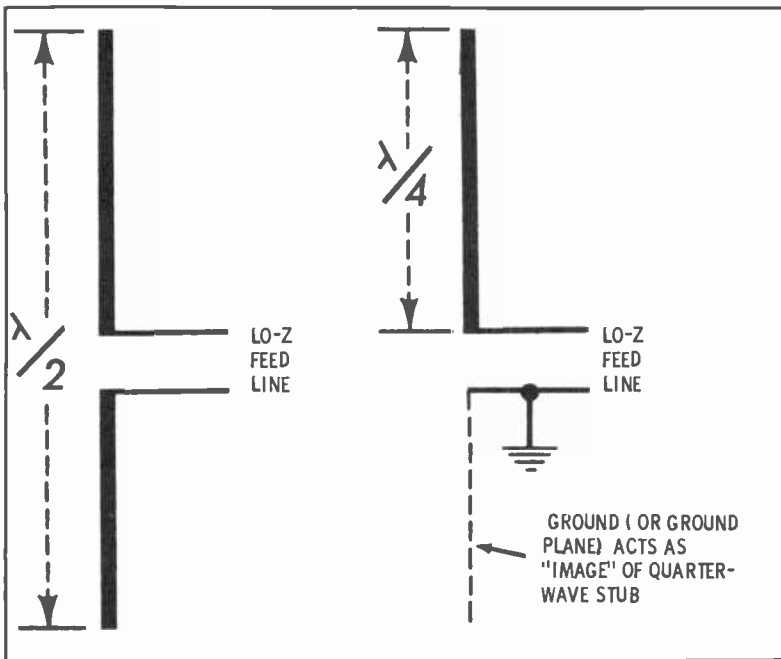 λ/2
LO-Z
FEED
LINE
λ/4
LO-Z
FEED
LINE
GROUND ( OR GROUND
PLANE) ACTS AS
"IMAGE" OF QUARTER-
WAVE STUB